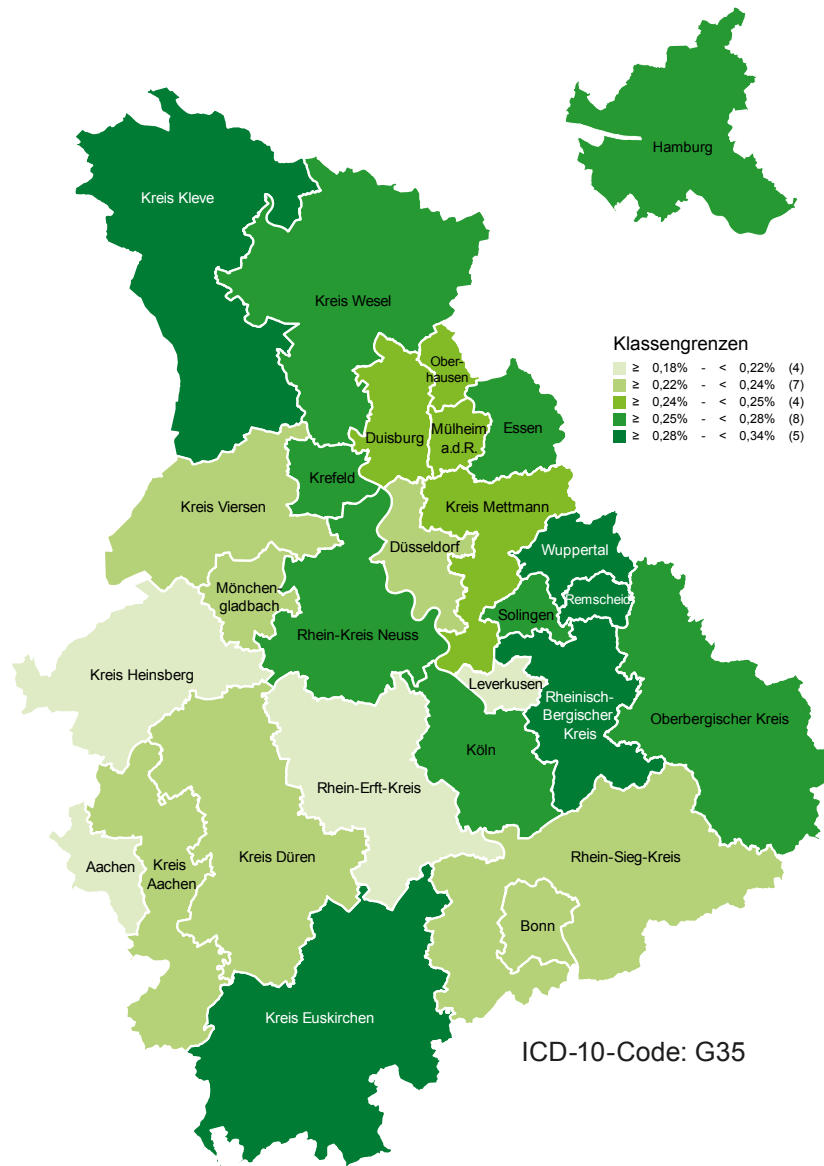 Hamburg
Kreis Kleve
Kreis Wesel
Klassengrenzen
≥ 0,18% - < 0,22% (4)
≥ 0,22% - < 0,24% (7)
≥ 0,24% - < 0,25% (4)
≥ 0,25% - < 0,28% (8)
≥ 0,28% - < 0,34% (5)
Ober-
hausen
Duisburg
Mülheim
a.d.R.
Essen
Krefeld
Kreis Viersen
Kreis Mettmann
Düsseldorf
Wuppertal
Mönchen-
gladbach
Remscheid
Solingen
Rhein-Kreis Neuss
Kreis Heinsberg
Leverkusen
Rheinisch-
Bergischer
Kreis
Oberbergischer Kreis
Köln
Rhein-Erft-Kreis
Kreis Düren
Rhein-Sieg-Kreis
Aachen
Kreis
Aachen
Bonn
Kreis Euskirchen
ICD-10-Code: G35